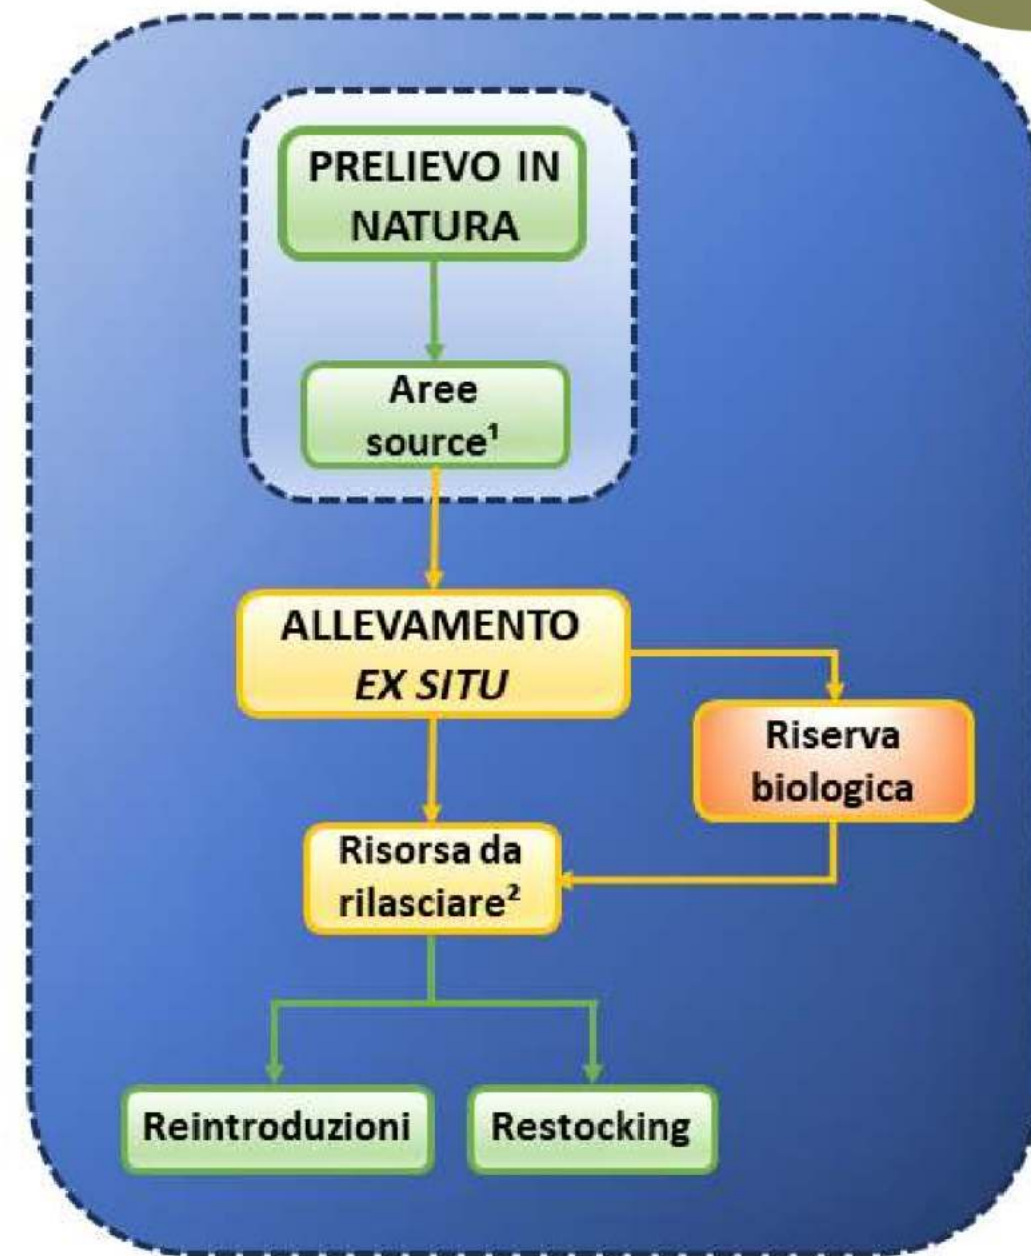 PRELIEVO IN
NATURA
Aree
source¹
ALLEVAMENTO
EX SITU
Riserva
biologica
Risorsa da
rilasciare²
Reintroduzioni
Restocking